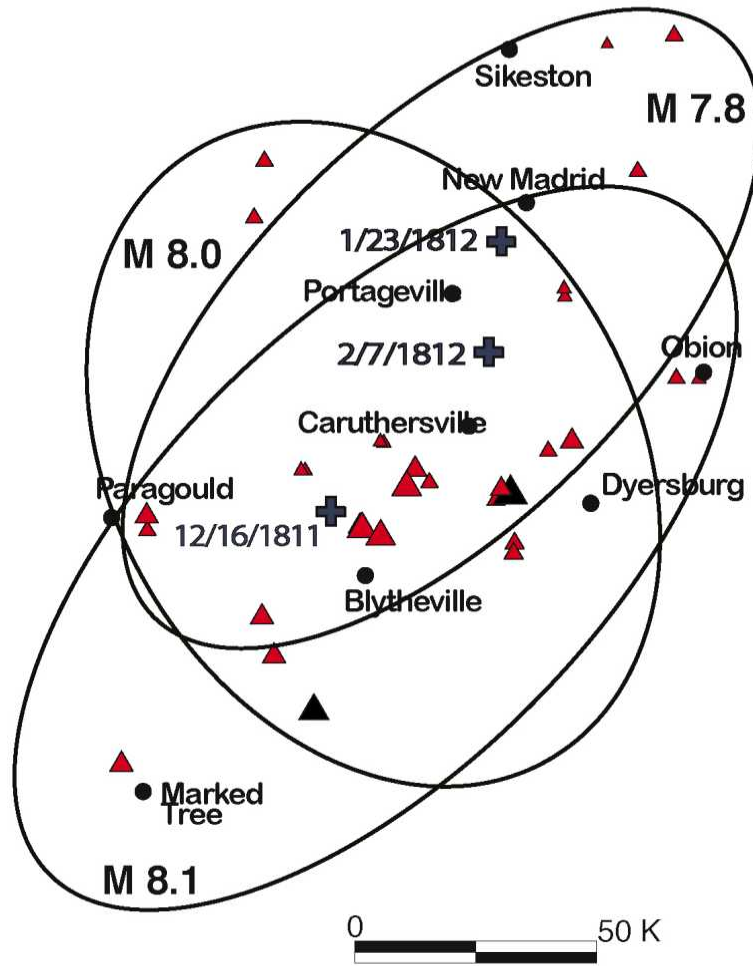 Sikeston
M 7.8
New Madrid
1/23/1812
M 8.0
Portageville
2/7/1812
Obion
Caruthersville
Dyersburg
Paragould
12/16/1811
Blytheville
Marked
Tree
M 8.1
0
50 K